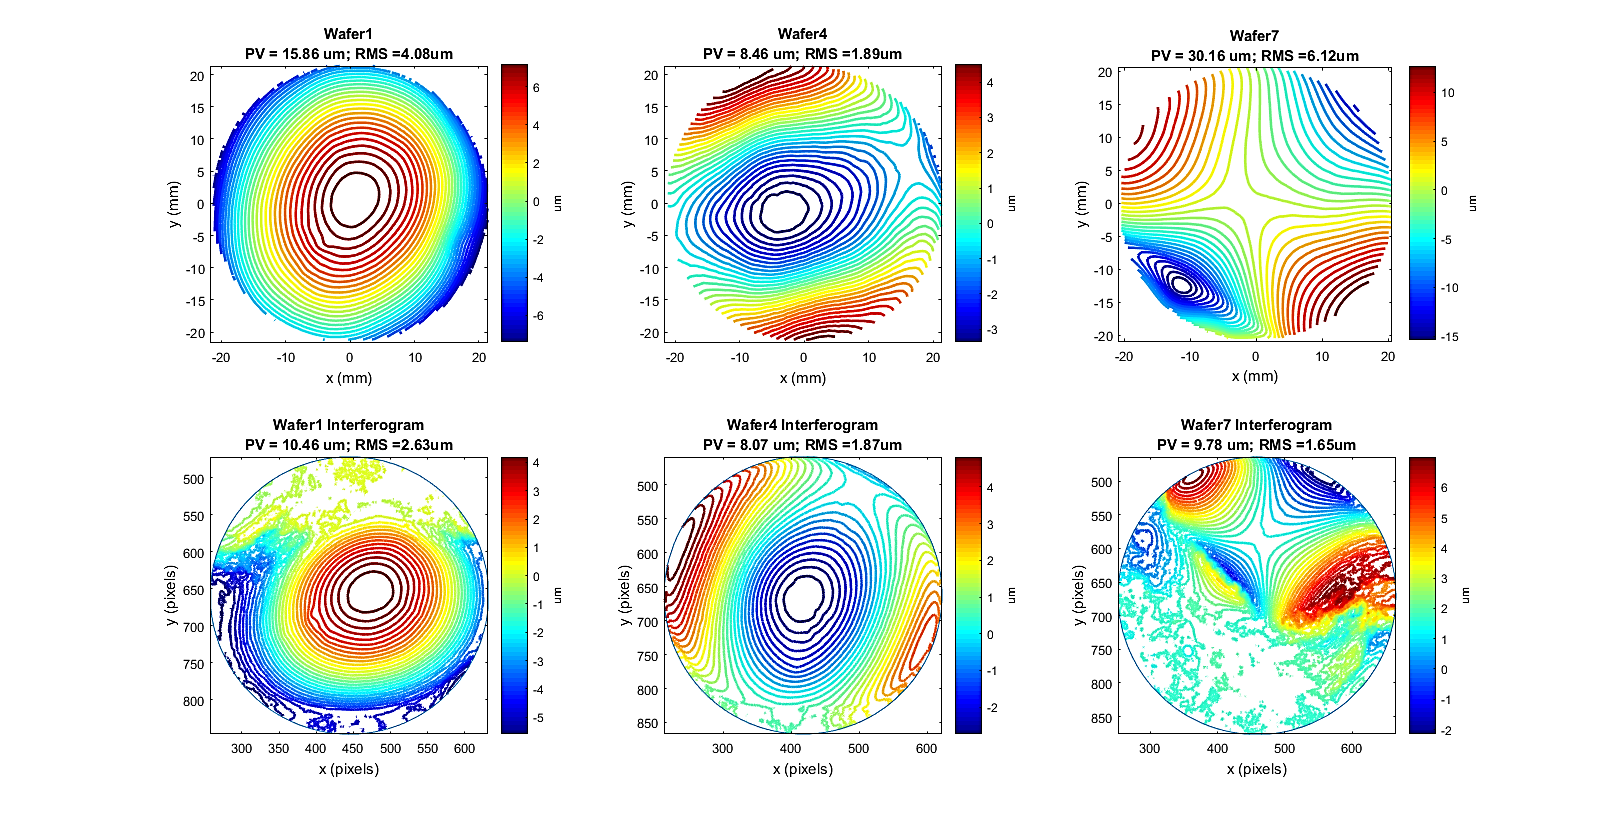 Wafer1
PV = 15.86 um; RMS =4.08um
20
15
10
5
0
-5
-10
-15
-20
y (mm)
-20 -10 0 10 20
x (mm)
6
4
2
0
-2
-4
-6
um
Wafer4
PV = 8.46 um; RMS =1.89um
20
15
10
5
0
-5
-10
-15
-20
y (mm)
-20 -10 0 10 20
x (mm)
4
3
2
1
0
-1
-2
-3
um
Wafer7
PV = 30.16 um; RMS =6.12um
20
15
10
5
0
-5
-10
-15
-20
y (mm)
-20 -10 0 10 20
x (mm)
10
5
0
-5
-10
-15
um
Wafer1 Interferogram
PV = 10.46 um; RMS =2.63um
500
550
600
650
700
750
800
y (pixels)
300 350 400 450 500 550 600
x (pixels)
4
3
2
1
0
-1
-2
-3
-4
-5
um
Wafer4 Interferogram
PV = 8.07 um; RMS =1.87um
500
550
600
650
700
750
800
850
y (pixels)
300 400 500 600
x (pixels)
4
3
2
1
0
-1
-2
um
Wafer7 Interferogram
PV = 9.78 um; RMS =1.65um
500
550
600
650
700
750
800
850
y (pixels)
300 400 500 600
x (pixels)
6
5
4
3
2
1
0
-1
-2
um